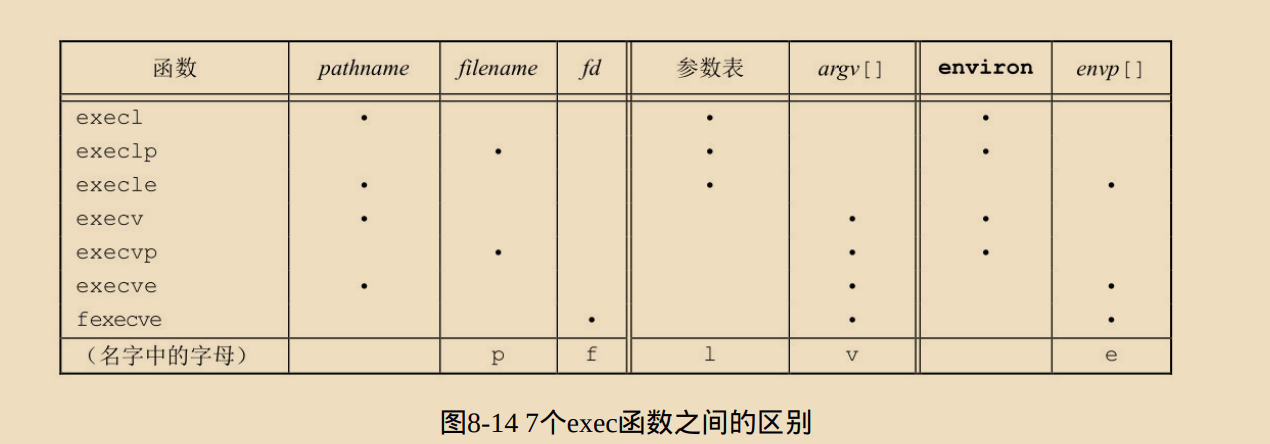 函数 pathname filename fd 参数表 argv[] environ envp[]
execl • • •
execlp • • •
execle • • •
execv • • •
execvp • • •
execve • • •
fexecve • • •
（名字中的字母） p f l v e
图8-14 7个exec函数之间的区别